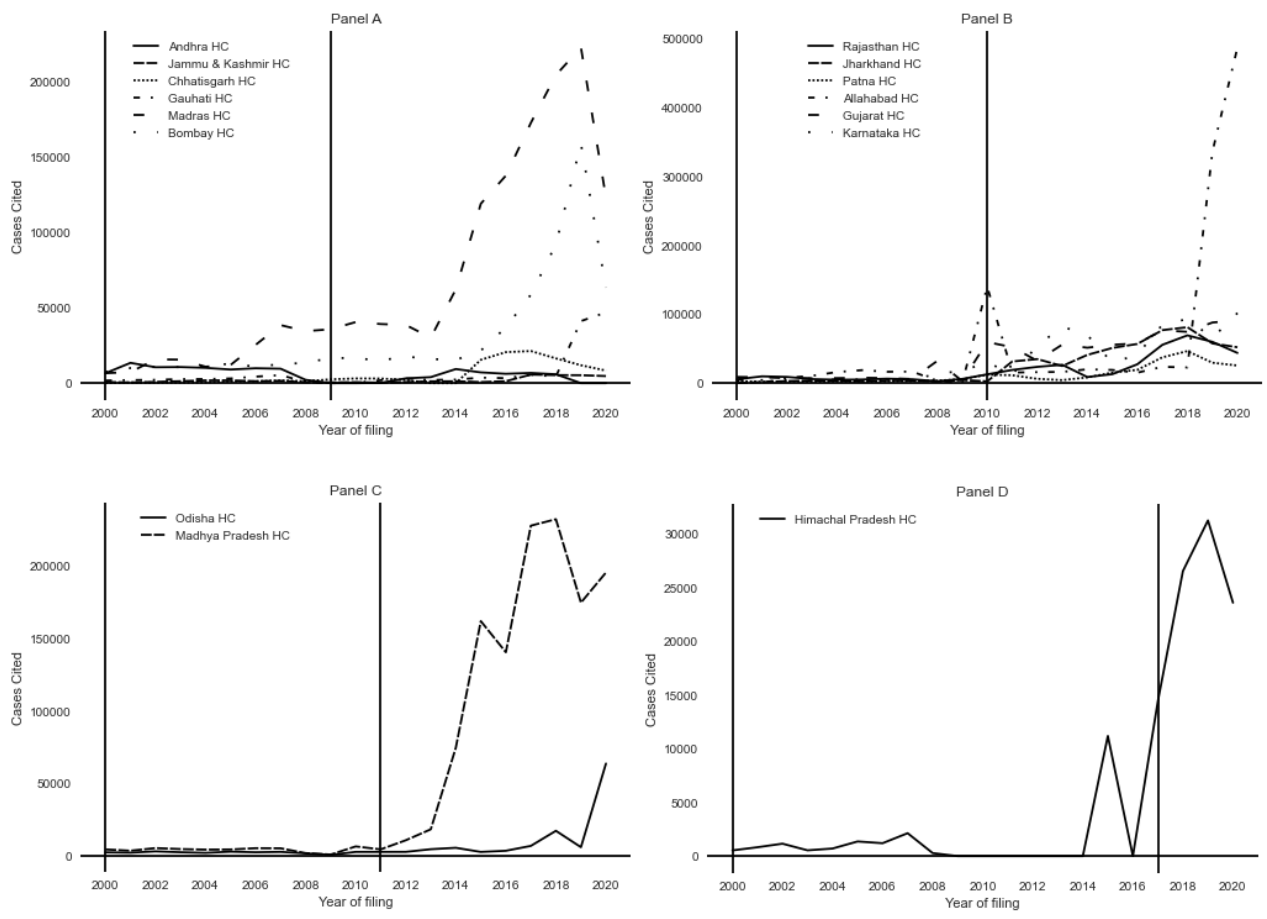 Panel A
Andhra HC
Jammu & Kashmir HC
Chhatisgarh HC
Gauhati HC
Madras HC
Bombay HC
Cases Cited
200000
150000
100000
50000
0
2000 2002 2004 2006 2008 2010 2012 2014 2016 2018 2020
Year of filing
Panel B
Rajasthan HC
Jharkhand HC
Patna HC
Allahabad HC
Gujarat HC
Karnataka HC
Cases Cited
500000
400000
300000
200000
100000
0
2000 2002 2004 2006 2008 2010 2012 2014 2016 2018 2020
Year of filing
Panel C
Odisha HC
Madhya Pradesh HC
Cases Cited
200000
150000
100000
50000
0
2000 2002 2004 2006 2008 2010 2012 2014 2016 2018 2020
Year of filing
Panel D
Himachal Pradesh HC
Cases Cited
30000
25000
20000
15000
10000
5000
0
2000 2002 2004 2006 2008 2010 2012 2014 2016 2018 2020
Year of filing